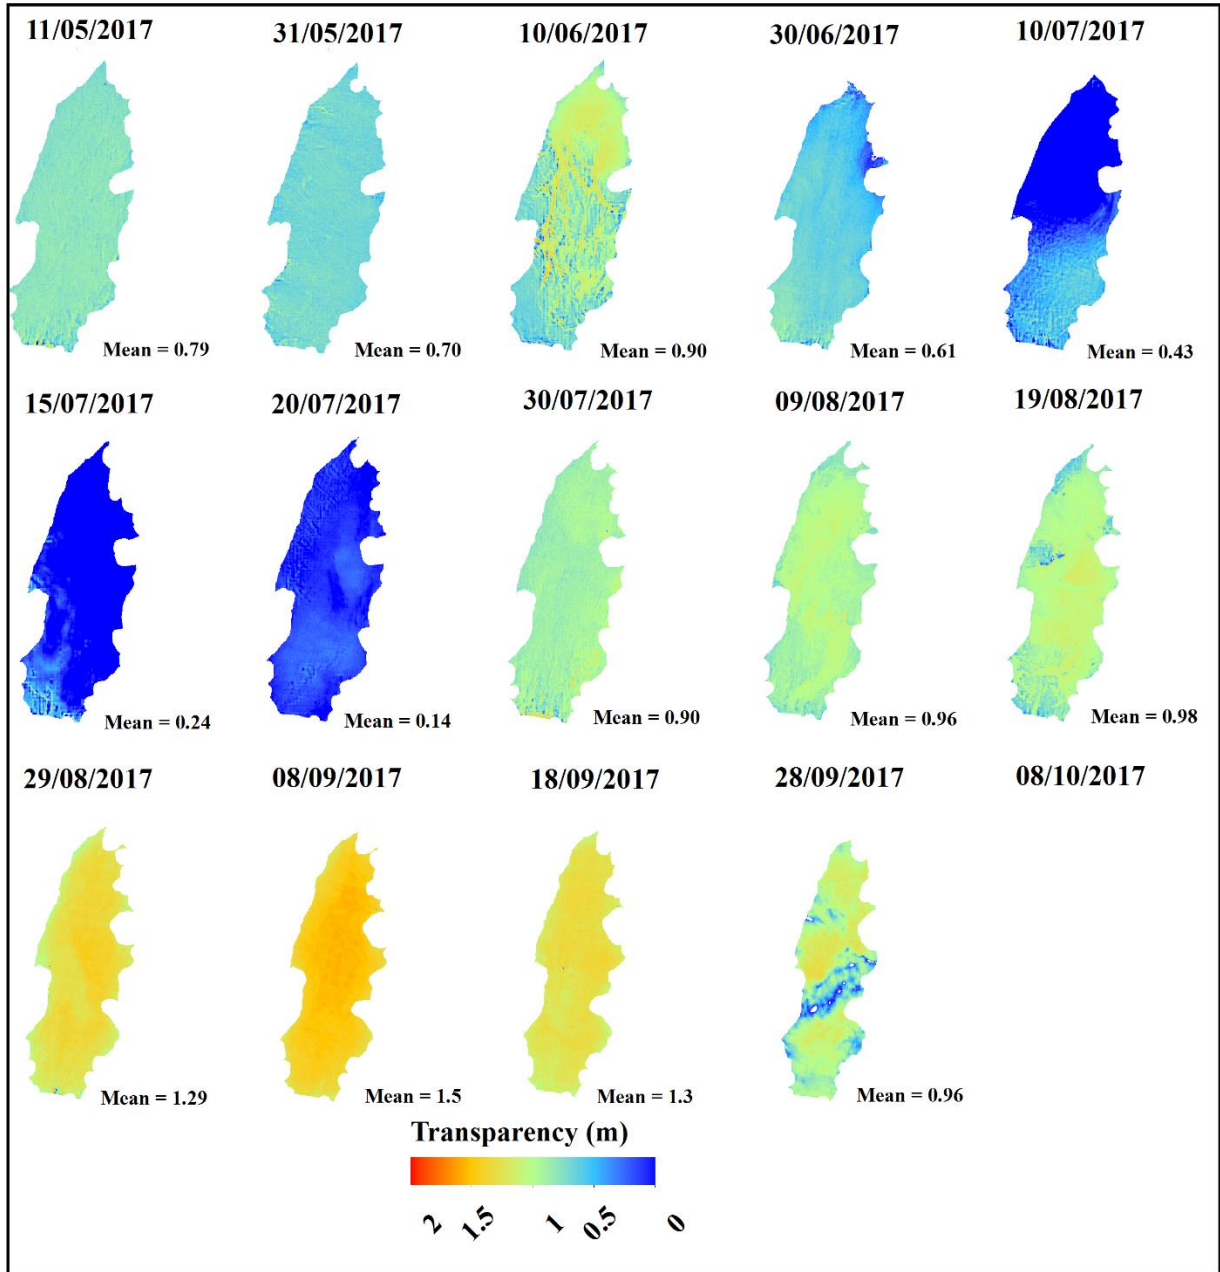 11/05/2017 31/05/2017 10/06/2017 30/06/2017 10/07/2017
Mean = 0.79 Mean = 0.70 Mean = 0.90 Mean = 0.61 Mean = 0.43
15/07/2017 20/07/2017 30/07/2017 09/08/2017 19/08/2017
Mean = 0.24 Mean = 0.14 Mean = 0.90 Mean = 0.96 Mean = 0.98
29/08/2017 08/09/2017 18/09/2017 28/09/2017 08/10/2017
Mean = 1.29 Mean = 1.5 Mean = 1.3 Mean = 0.96
Transparency (m)
2 1.5 1 0.5 0